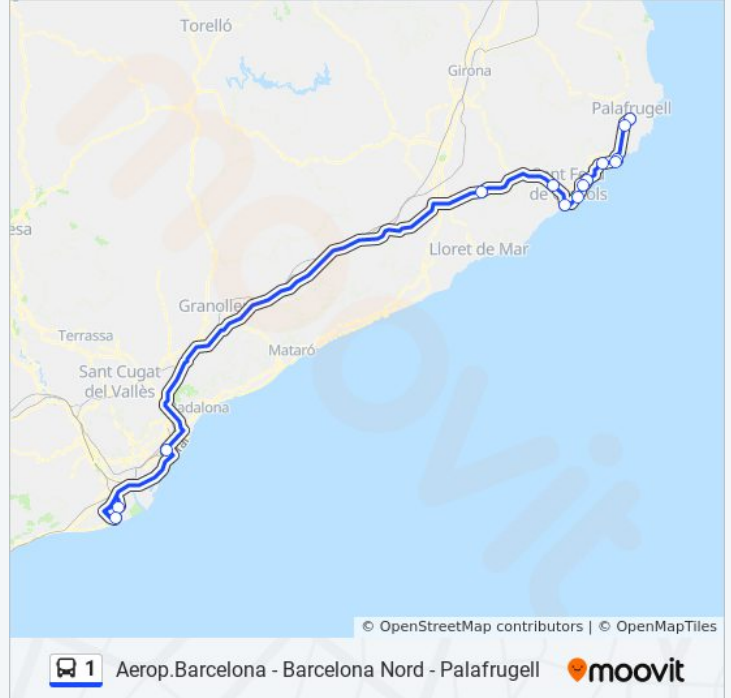 Torelló
Girona
Palafrugell
Lloret de Mar
Granolle
Terrassa
Mataró
Sant Cugat
del Vallès
adalona
moovit
© OpenStreetMap contributors | © OpenMapTiles
1 Aerop.Barcelona - Barcelona Nord - Palafrugell moovit